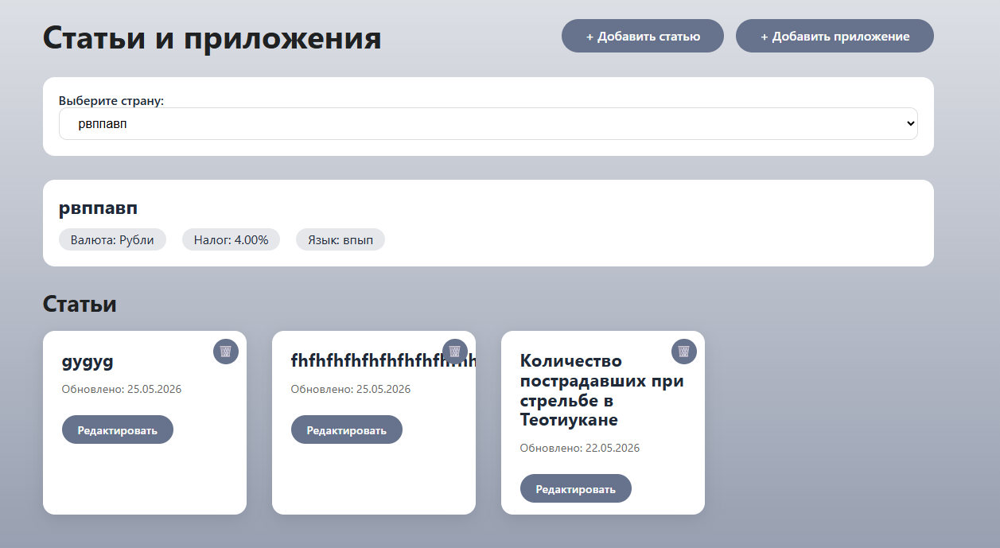 Статьи и приложения
+ Добавить статью
+ Добавить приложение
Выберите страну:
рвппавп
рвппавп
Валюта: Рубли
Налог: 4.00%
Язык: впып
Статьи
gygyg
Обновлено: 25.05.2026
Редактировать
Обновлено: 25.05.2026
Редактировать
Количество
пострадавших при
стрельбе в
Теотиукане
Обновлено: 22.05.2026
Редактировать